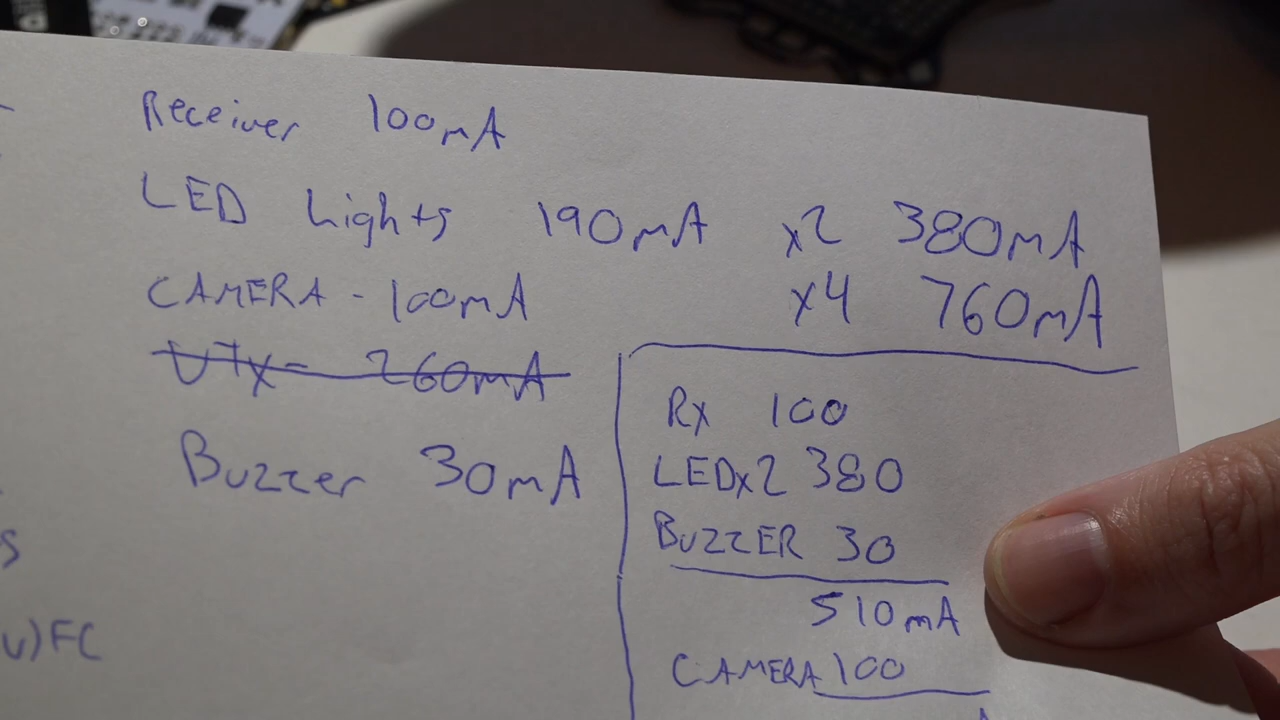 Receiver 100mA
LED Lights 190mA x2 380mA
x4 760mA
CAMERA - 100mA
VTX - 260mA
Buzzer 30mA
Rx 100
LEDx2 380
BUZZER 30
510mA
CAMERA 100
S
v)FC